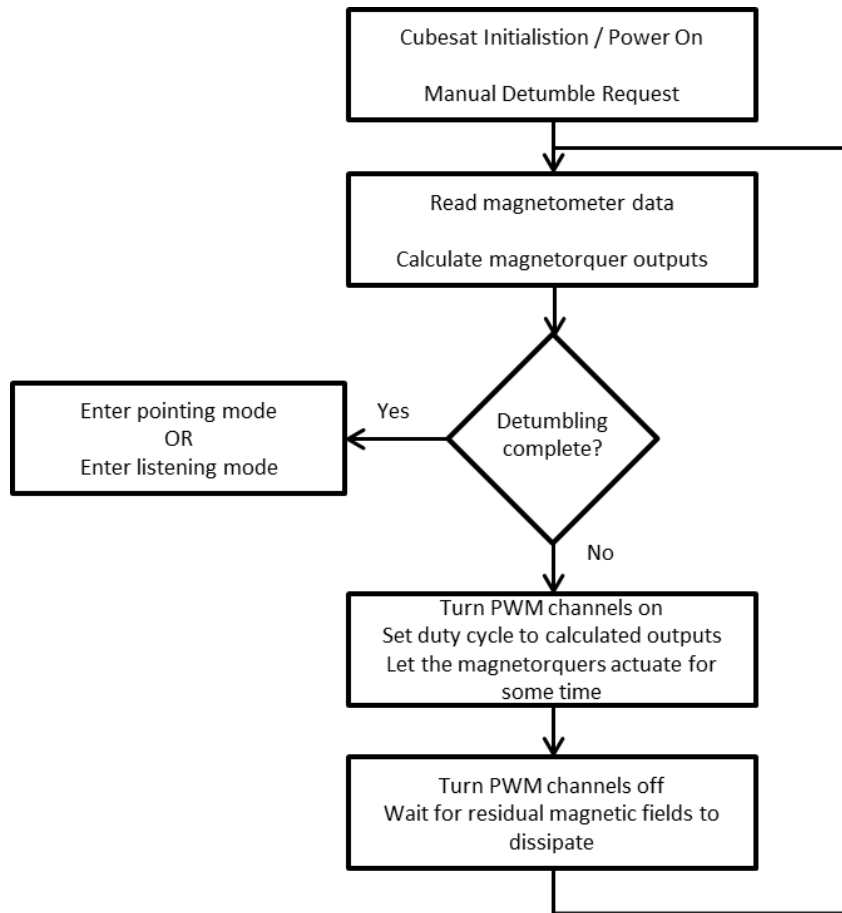 Cubesat Initialistion / Power On
Manual Detumble Request
Read magnetometer data
Calculate magnetorquer outputs
Detumbling
complete?
Yes
Enter pointing mode
OR
Enter listening mode
No
Turn PWM channels on
Set duty cycle to calculated outputs
Let the magnetorquers actuate for
some time
Turn PWM channels off
Wait for residual magnetic fields to
dissipate